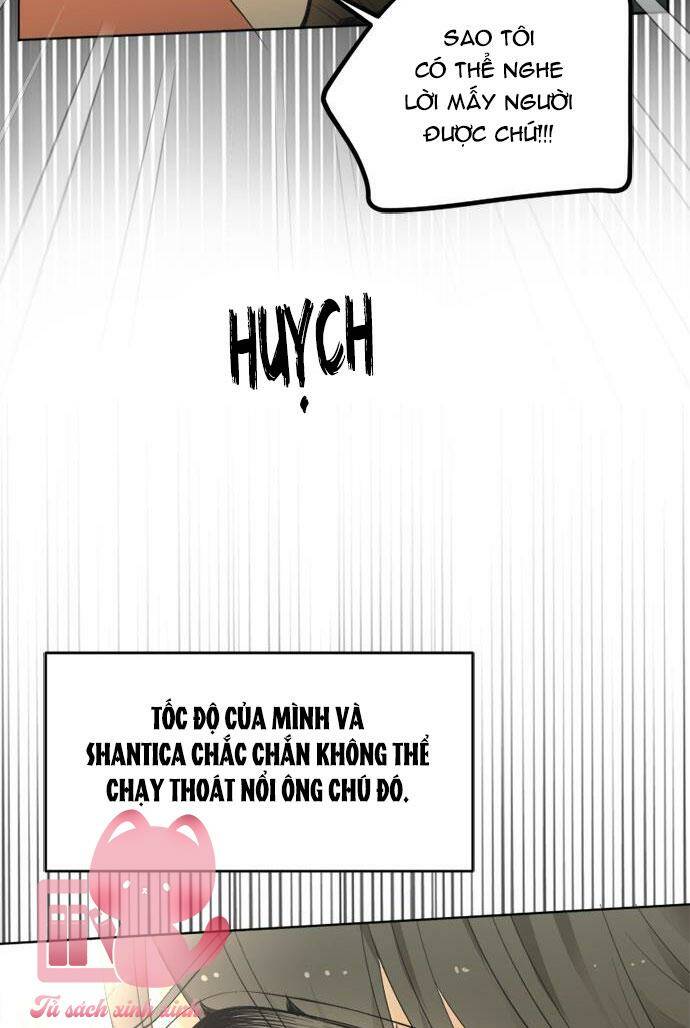 SAO TÔI
CÓ THỂ NGHE
LỜI MẤY NGƯỜI
ĐƯỢC CHỨ!!!
HUỴCH
TỐC ĐỘ CỦA MÌNH VÀ
SHANTICA CHẮC CHẮN KHÔNG THỂ
CHẠY THOÁT NỔI ÔNG CHÚ ĐÓ.
Tủ sách xinh xinh